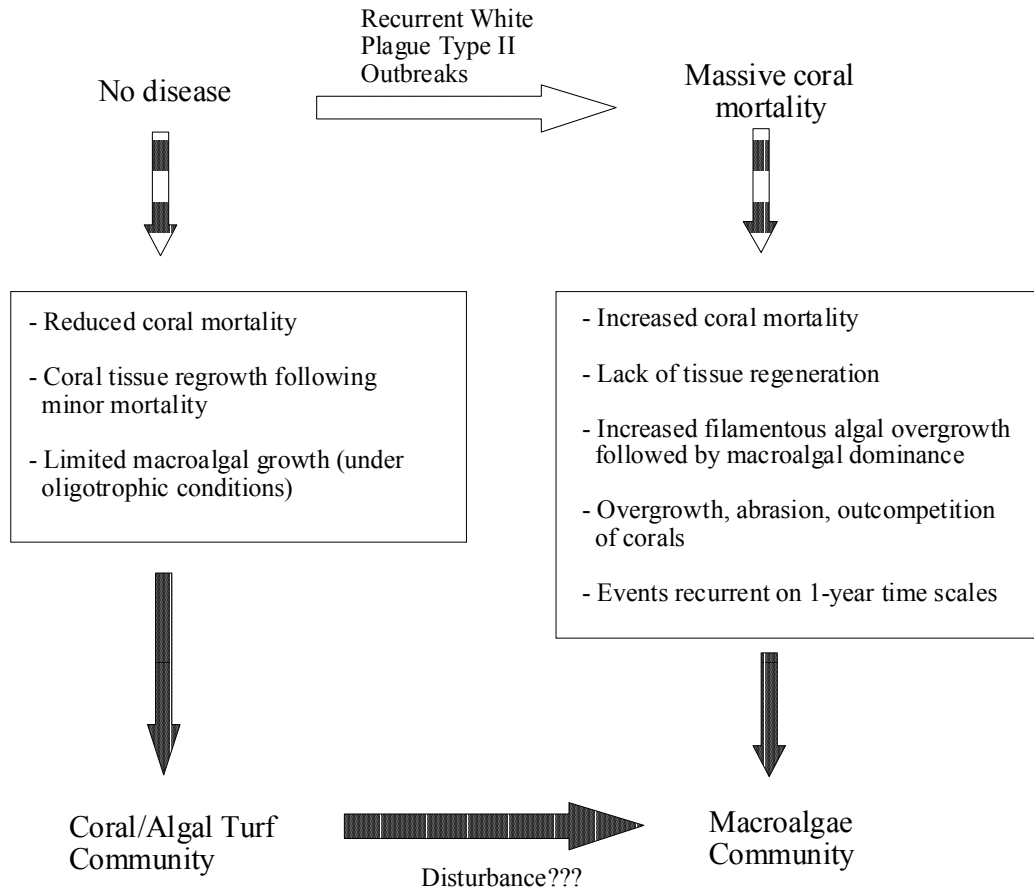 Recurrent White
Plague Type II
Outbreaks
No disease
Massive coral
mortality
- Reduced coral mortality
- Coral tissue regrowth following
minor mortality
- Limited macroalgal growth (under
oligotrophic conditions)
- Increased coral mortality
- Lack of tissue regeneration
- Increased filamentous algal overgrowth
followed by macroalgal dominance
- Overgrowth, abrasion, outcompetition
of corals
- Events recurrent on 1-year time scales
Coral/Algal Turf
Community
Disturbance???
Macroalgae
Community